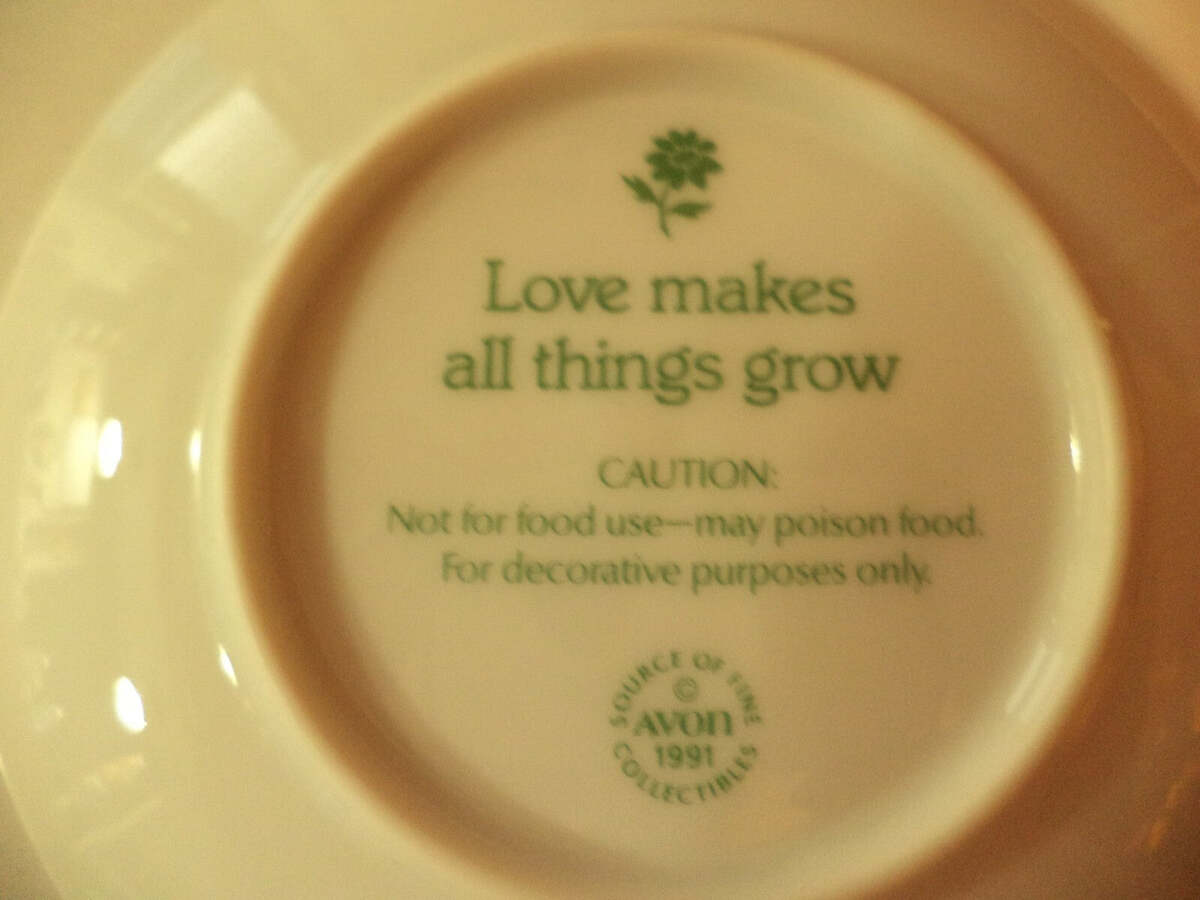 Love makes
all things grow
CAUTION:
Not for food use—may poison food.
For decorative purposes only.
SOURCE OF FINE
©
AVON
1991
COLLECTIBLES